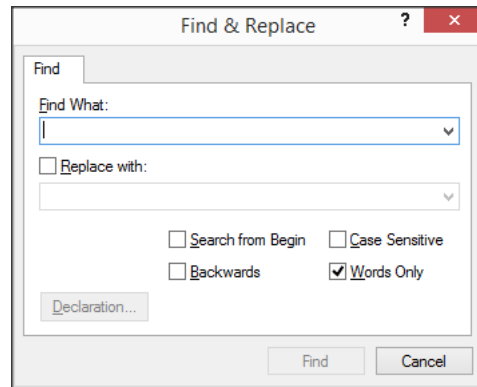 Find & Replace ?
Find
Find What:
Replace with:
Search from Begin Case Sensitive
Backwards Words Only
Declaration...
Find Cancel